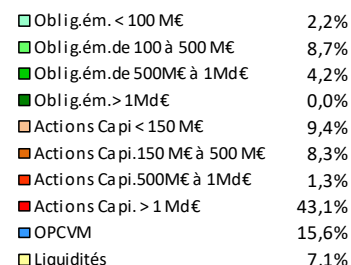 Oblig.ém. < 100 M€ 2,2%
Oblig.ém.de 100 à 500 M€ 8,7%
Oblig.ém.de 500M€ à 1Md€ 4,2%
Oblig.ém.> 1Md€ 0,0%
Actions Capi < 150 M€ 9,4%
Actions Capi.150 M€ à 500 M€ 8,3%
Actions Capi.500M€ à 1Md€ 1,3%
Actions Capi. > 1 Md€ 43,1%
OPCVM 15,6%
Liquidités 7,1%